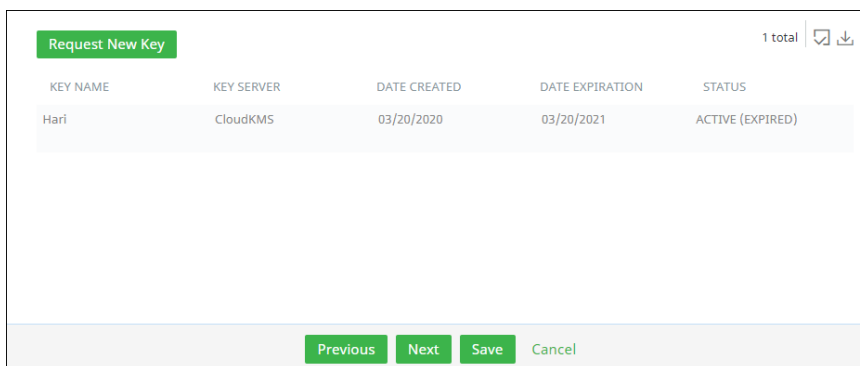 Request New Key
1 total
KEY NAME KEY SERVER DATE CREATED DATE EXPIRATION STATUS
Hari CloudKMS 03/20/2020 03/20/2021 ACTIVE (EXPIRED)
Previous Next Save Cancel